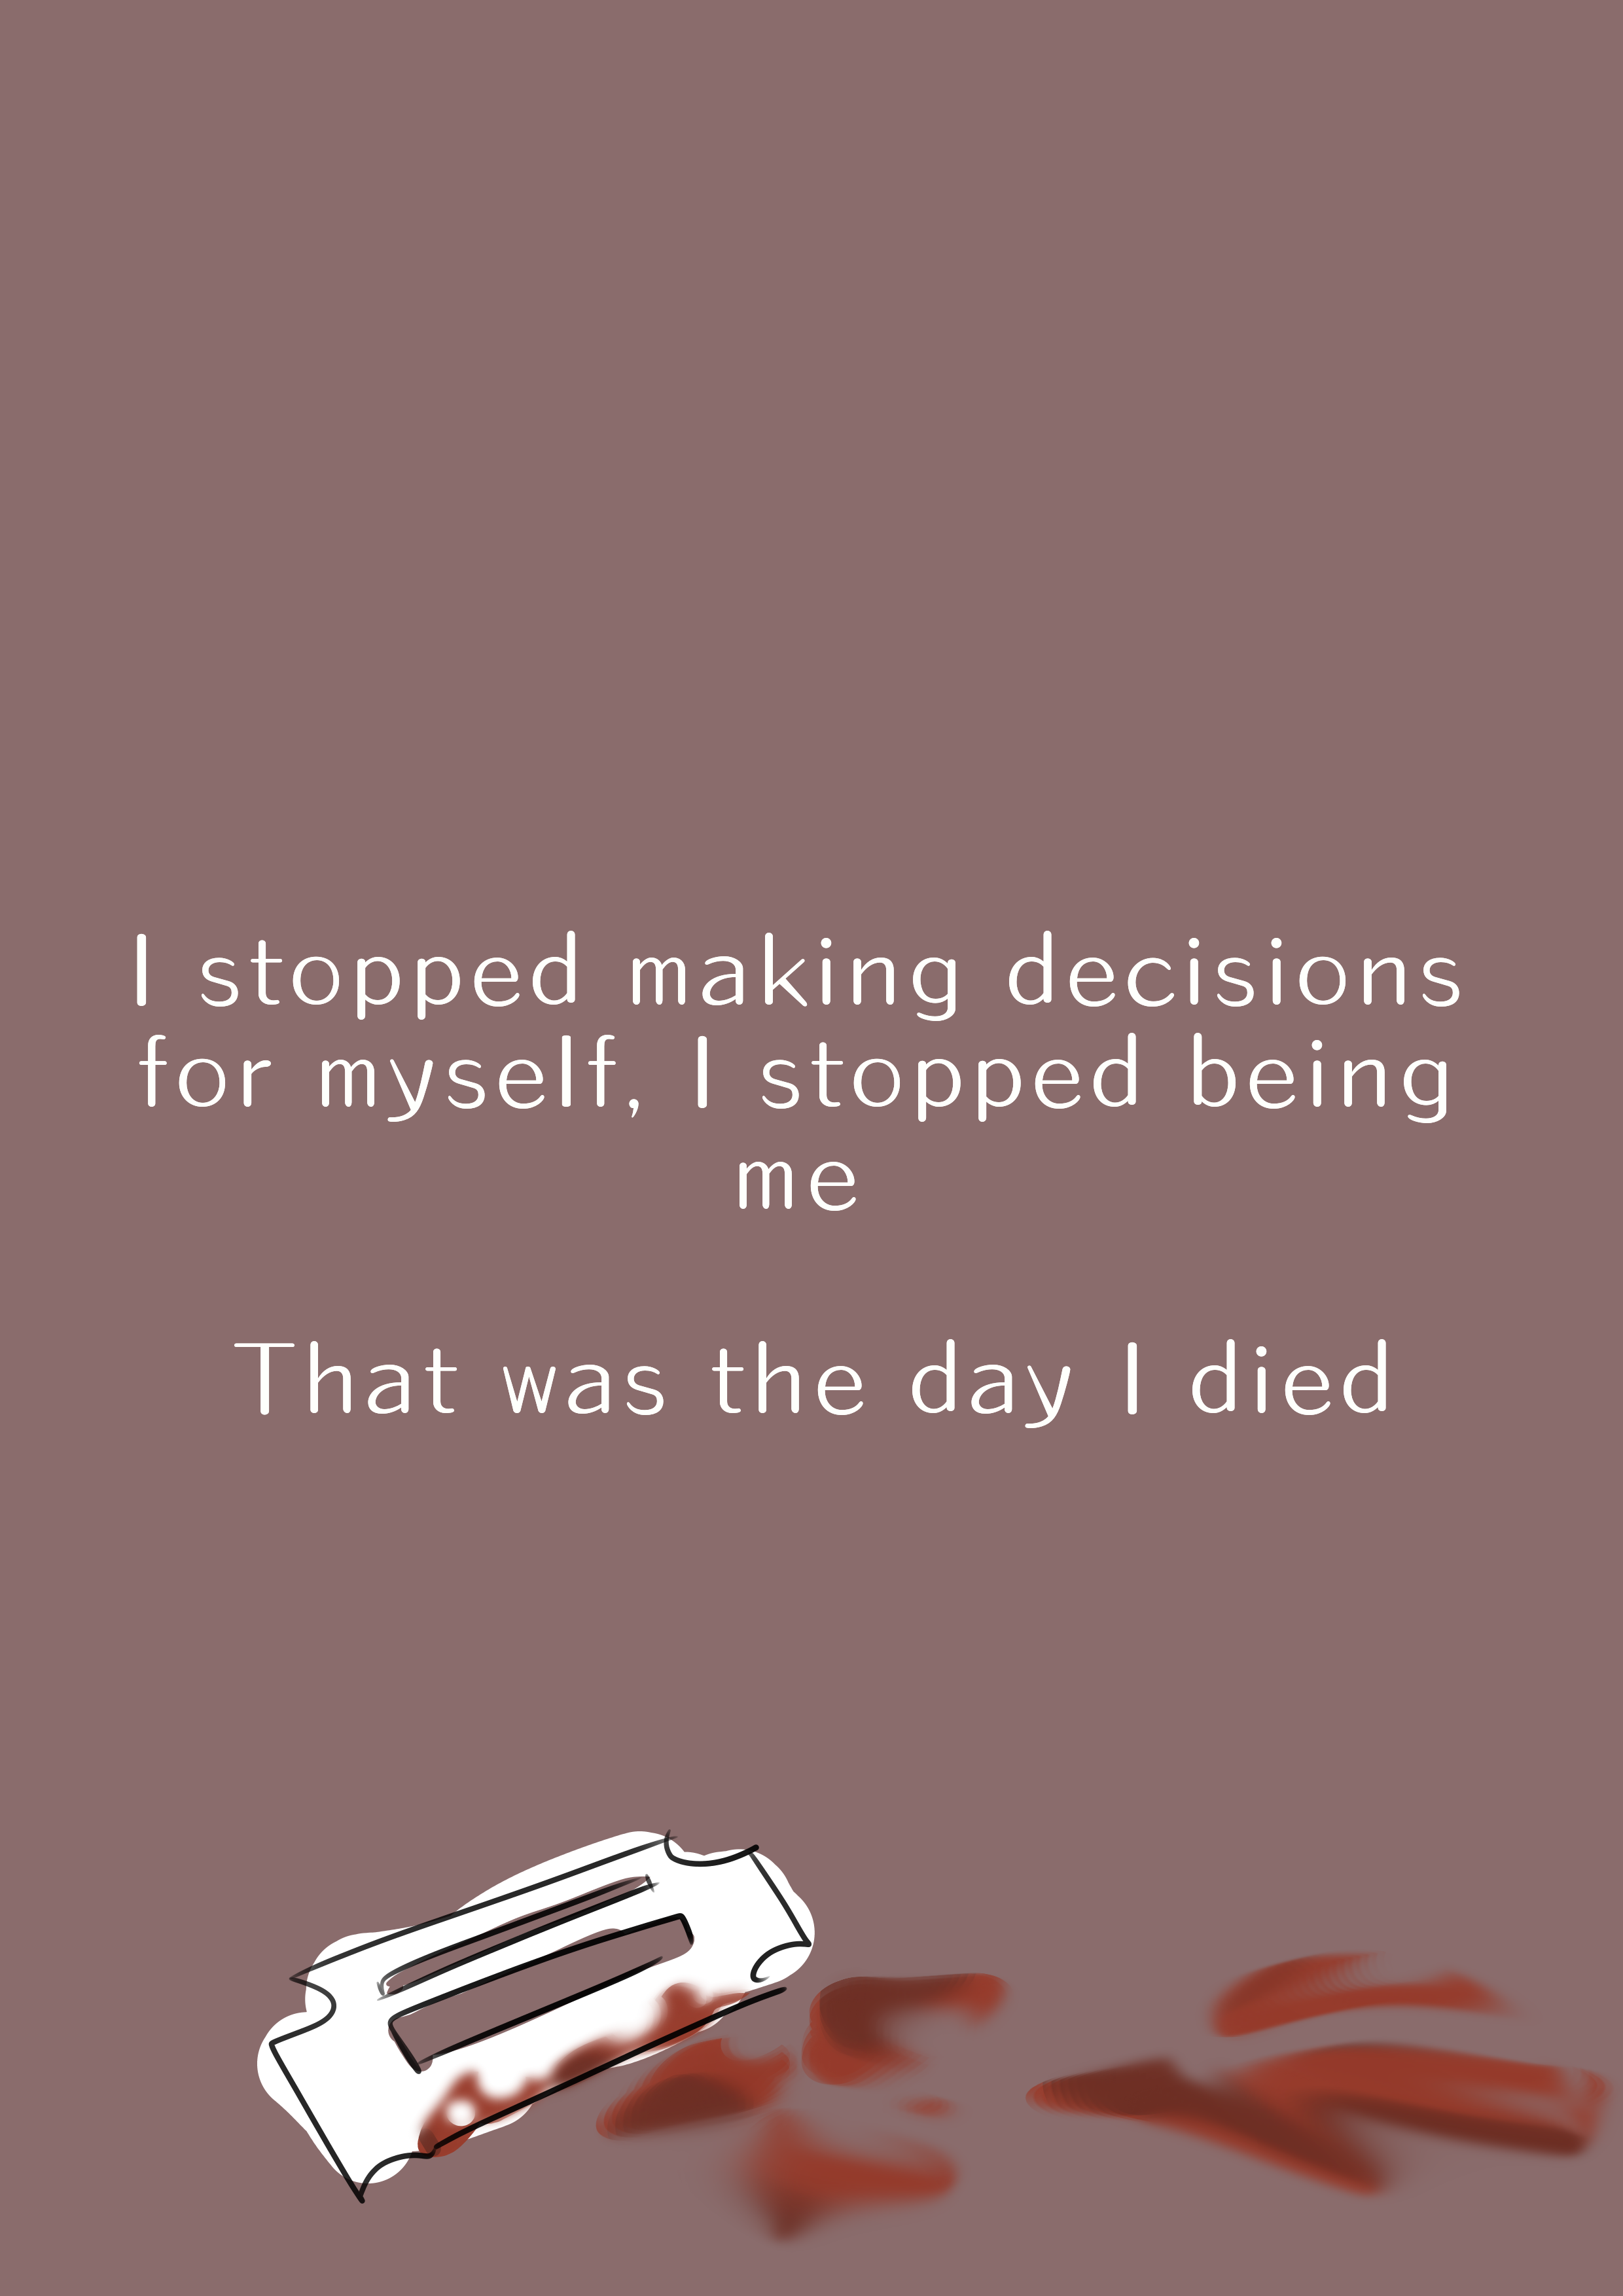 I stopped making decisions
for myself, I stopped being
me
That was the day I died